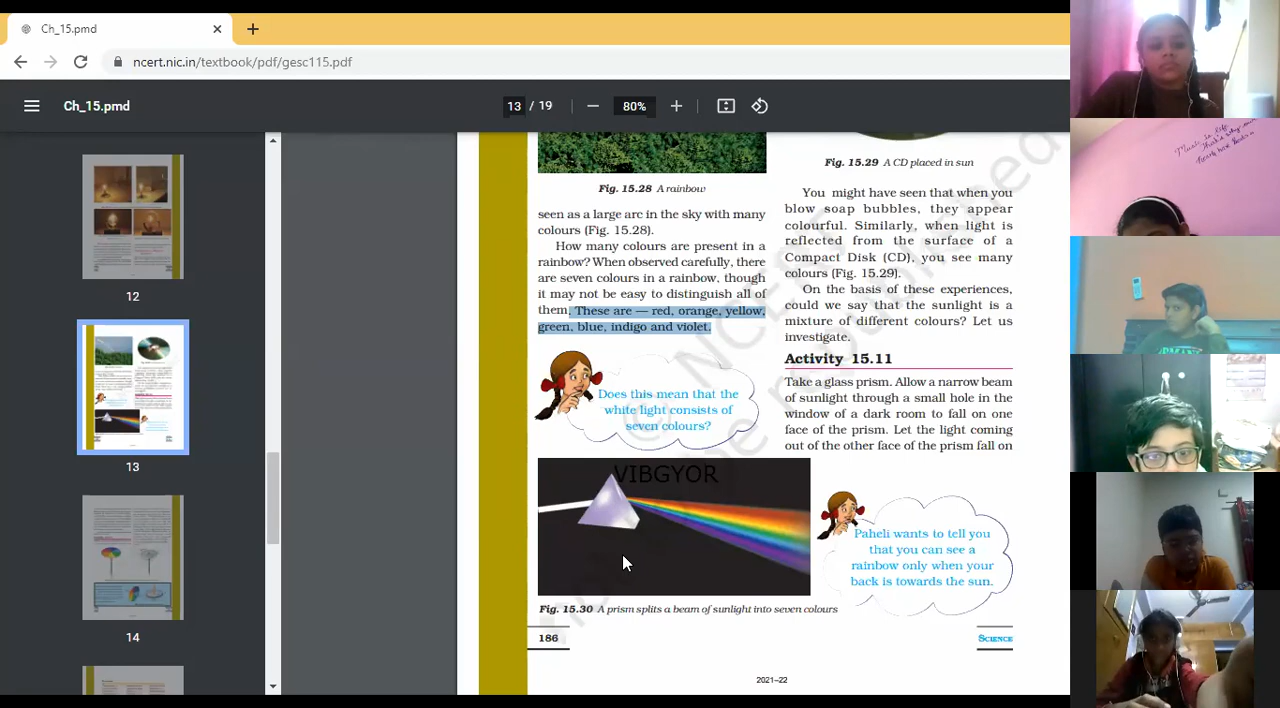 Ch_15.pmd
ncert.nic.in/textbook/pdf/gesc115.pdf
Ch_15.pmd
13 / 19
80%
12
13
14
Fig. 15.28 A rainbow
seen as a large arc in the sky with many
colours (Fig. 15.28).
How many colours are present in a
rainbow? When observed carefully, there
are seven colours in a rainbow, though
it may not be easy to distinguish all of
them. These are — red, orange, yellow,
green, blue, indigo and violet.
Does this mean that the
white light consists of
seven colours?
VIBGYOR
Fig. 15.30 A prism splits a beam of sunlight into seven colours
186
Fig. 15.29 A CD placed in sun
You might have seen that when you
blow soap bubbles, they appear
colourful. Similarly, when light is
reflected from the surface of a
Compact Disk (CD), you see many
colours (Fig. 15.29).
On the basis of these experiences,
could we say that the sunlight is a
mixture of different colours? Let us
investigate.
Activity 15.11
Take a glass prism. Allow a narrow beam
of sunlight through a small hole in the
window of a dark room to fall on one
face of the prism. Let the light coming
out of the other face of the prism fall on
Paheli wants to tell you
that you can see a
rainbow only when your
back is towards the sun.
SCIENCE
2021–22
Music is life
That's why our
hearts have beats